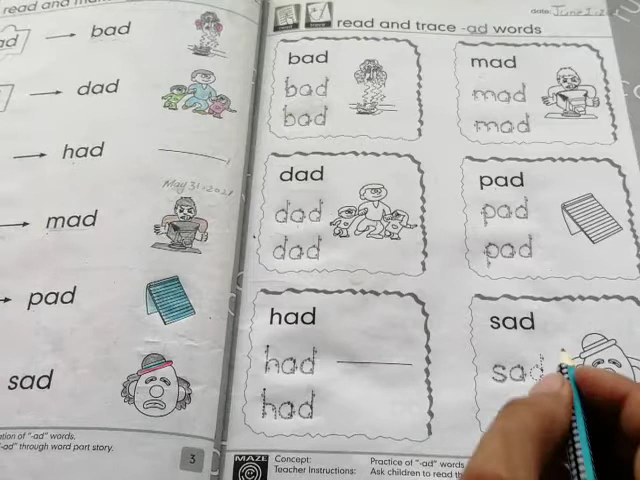 read and
ad bad
dad
had
May 31-2021
mad
pad
sad
ation of "-ad" words.
"-ad" through word part story.
3
read and trace -ad words
date: June 1-2
bad
bad
bad
mad
mad
mad
dad
dad
dad
pad
pad
pad
had
had
had
sad
sad
MAZE
Concept: Practice of "-ad" words
Teacher Instructions: Ask children to read th